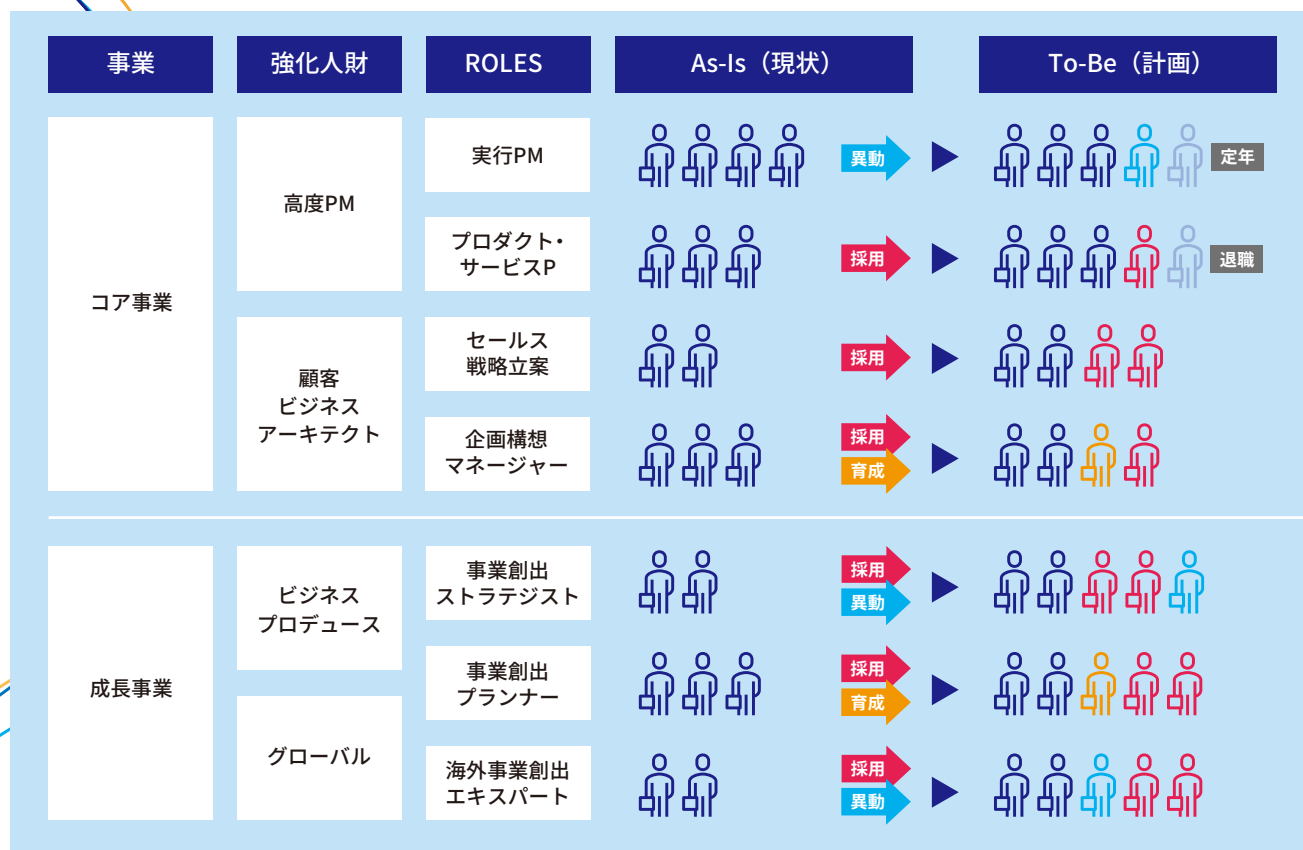 事業
強化人財
ROLES
As-Is（現状）
To-Be（計画）
コア事業
高度PM
実行PM
異動
定年
プロダクト・
サービスP
採用
退職
顧客
ビジネス
アーキテクト
セールス
戦略立案
採用
企画構想
マネージャー
採用
育成
成長事業
ビジネス
プロデュース
事業創出
ストラテジスト
採用
異動
事業創出
プランナー
採用
育成
グローバル
海外事業創出
エキスパート
採用
異動